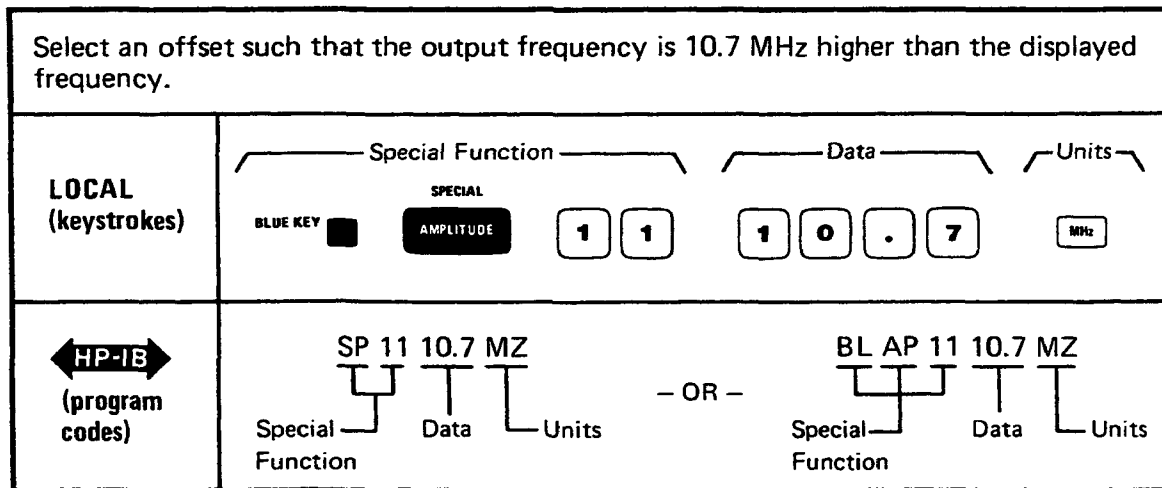 Select an offset such that the output frequency is 10.7 MHz higher than the displayed
frequency.
LOCAL
(keystrokes)
Special Function
Data
Units
BLUE KEY
SPECIAL
AMPLITUDE
1 1
1 0 . 7
MHz
HP-IB
(program
codes)
SP 11 10.7 MZ
Special
Function
Data
Units
– OR –
BL AP 11 10.7 MZ
Special
Function
Data
Units